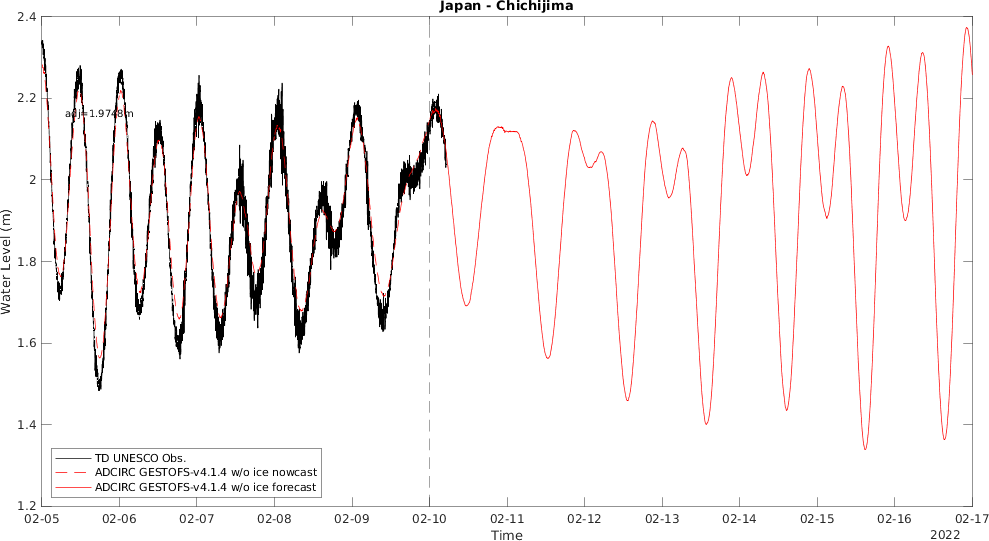 Japan - Chichijima
2.4
2.2
2
1.8
1.6
1.4
1.2
Water Level (m)
adj=1.9748m
TD UNESCO Obs.
ADCIRC GESTOFS-v4.1.4 w/o ice nowcast
ADCIRC GESTOFS-v4.1.4 w/o ice forecast
02-05 02-06 02-07 02-08 02-09 02-10 02-11 02-12 02-13 02-14 02-15 02-16 02-17
Time
2022